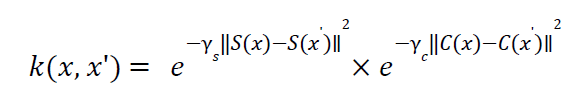 k(x, x') = e^{-γ_s‖S(x)-S(x')‖^2} × e^{-γ_c‖C(x)-C(x')‖^2}